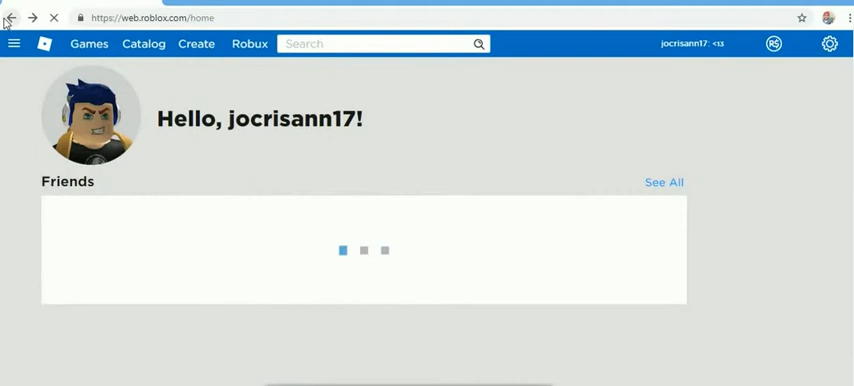 https://web.roblox.com/home
Games Catalog Create Robux Search jocrisann17: <13 R$
Hello, jocrisann17!
Friends See All